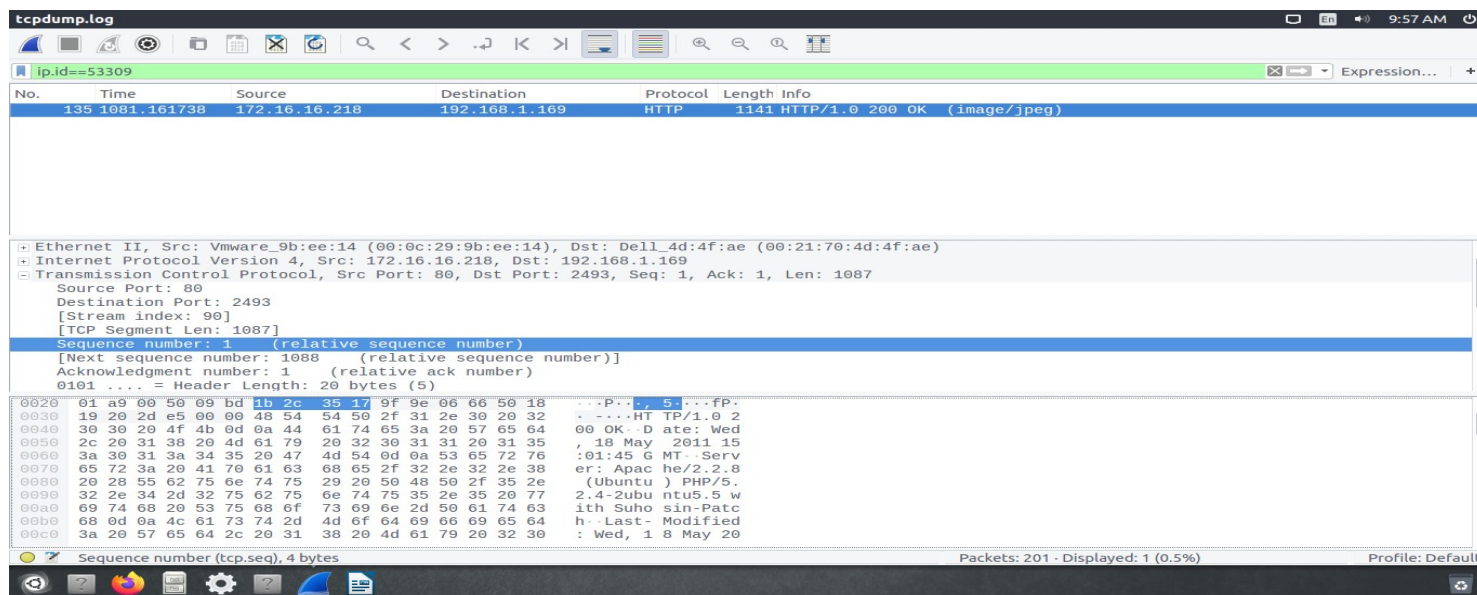 tcpdump.log En 9:57 AM
ip.id==53309 Expression... +
No. Time Source Destination Protocol Length Info
135 1081.161738 172.16.16.218 192.168.1.169 HTTP 1141 HTTP/1.0 200 OK (image/jpeg)
Ethernet II, Src: Vmware_9b:ee:14 (00:0c:29:9b:ee:14), Dst: Dell_4d:4f:ae (00:21:70:4d:4f:ae)
Internet Protocol Version 4, Src: 172.16.16.218, Dst: 192.168.1.169
Transmission Control Protocol, Src Port: 80, Dst Port: 2493, Seq: 1, Ack: 1, Len: 1087
Source Port: 80
Destination Port: 2493
[Stream index: 90]
[TCP Segment Len: 1087]
Sequence number: 1 (relative sequence number)
[Next sequence number: 1088 (relative sequence number)]
Acknowledgment number: 1 (relative ack number)
0101 .... = Header Length: 20 bytes (5)
0020 01 a9 00 50 09 bd 1b 2c 35 17 9f 9e 06 66 50 18 ···P···, 5····fP·
0030 19 20 2d e5 00 00 48 54 54 50 2f 31 2e 30 20 32 · -···HT TP/1.0 2
0040 30 30 20 4f 4b 0d 0a 44 61 74 65 3a 20 57 65 64 00 OK··D ate: Wed
0050 2c 20 31 38 20 4d 61 79 20 32 30 31 31 20 31 35 , 18 May 2011 15
0060 3a 30 31 3a 34 35 20 47 4d 54 0d 0a 53 65 72 76 :01:45 G MT··Serv
0070 65 72 3a 20 41 70 61 63 68 65 2f 32 2e 32 2e 38 er: Apac he/2.2.8
0080 20 28 55 62 75 6e 74 75 29 20 50 48 50 2f 35 2e (Ubuntu ) PHP/5.
0090 32 2e 34 2d 32 75 62 75 6e 74 75 35 2e 35 20 77 2.4-2ubu ntu5.5 w
00a0 69 74 68 20 53 75 68 6f 73 69 6e 2d 50 61 74 63 ith Suho sin-Patc
00b0 68 0d 0a 4c 61 73 74 2d 4d 6f 64 69 66 69 65 64 h··Last- Modified
00c0 3a 20 57 65 64 2c 20 31 38 20 4d 61 79 20 32 30 : Wed, 1 8 May 20
Sequence number (tcp.seq), 4 bytes Packets: 201 · Displayed: 1 (0.5%) Profile: Default